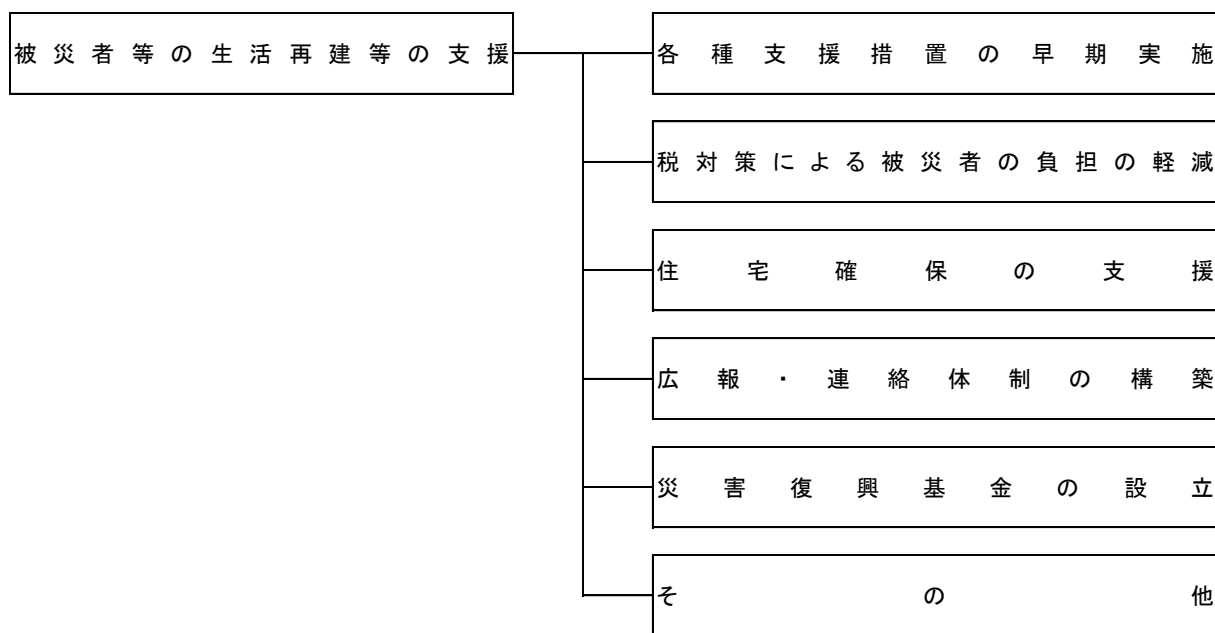 被災者等の生活再建等の支援
各種支援措置の早期実施
税対策による被災者の負担の軽減
住宅確保の支援
広報・連絡体制の構築
災害復興基金の設立
その他